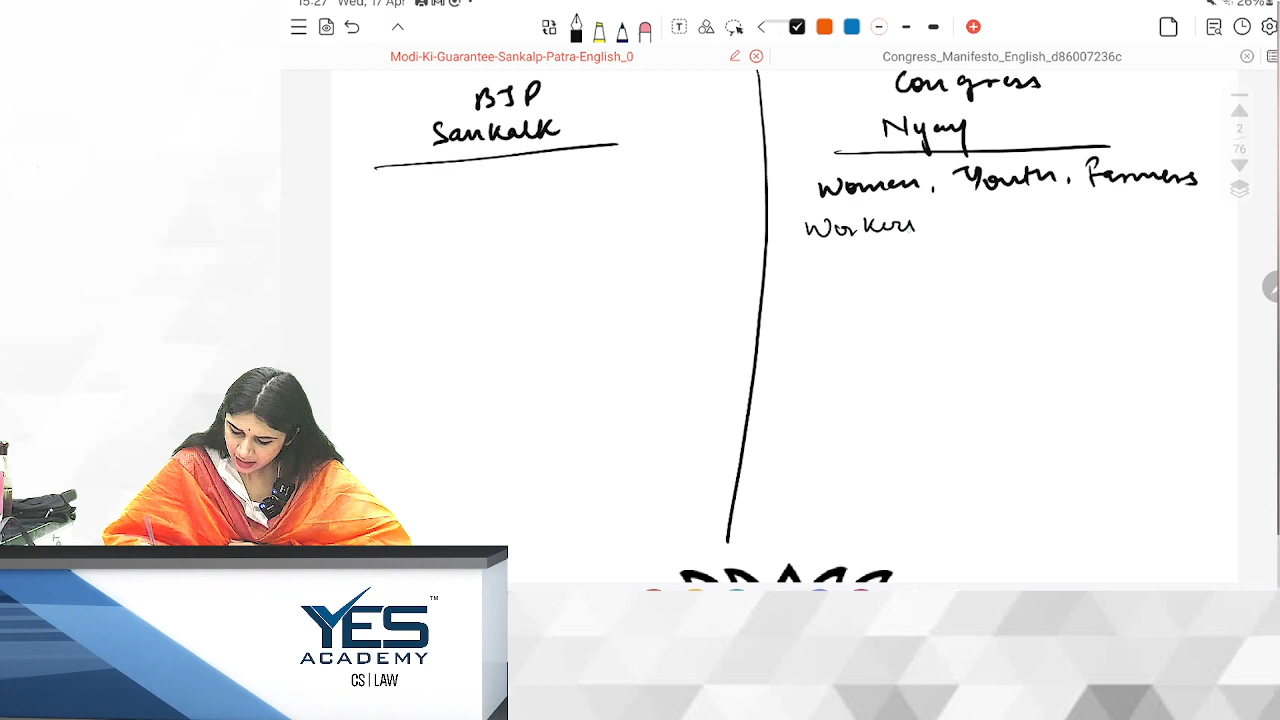 15:27 Wed, 17 Apr
26%
Modi-Ki-Guarantee-Sankalp-Patra-English_0
Congress_Manifesto_English_d86007236c
BJP
Sankalk
Congress
Nyay
Women, Youth, Farmers
Workers
2
76
YES™
ACADEMY
CS | LAW